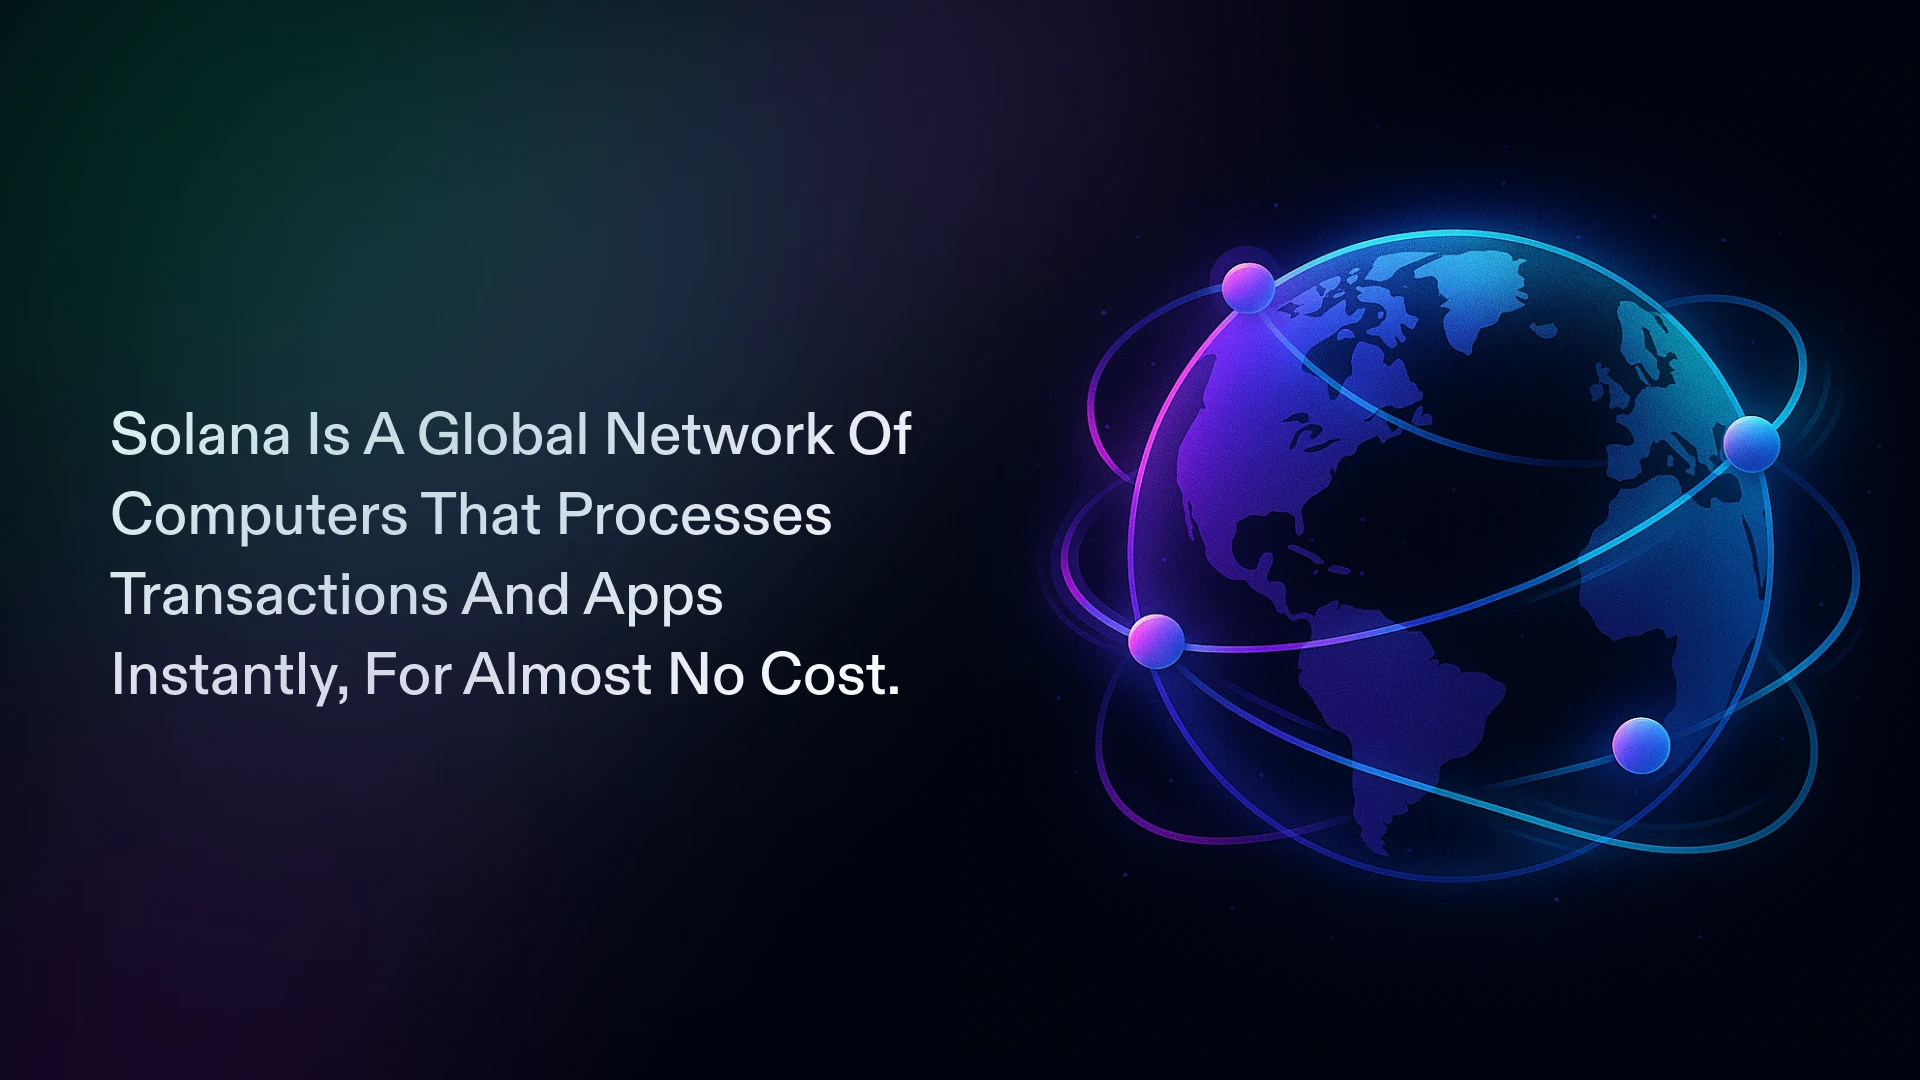 Solana Is A Global Network Of
Computers That Processes
Transactions And Apps
Instantly, For Almost No Cost.